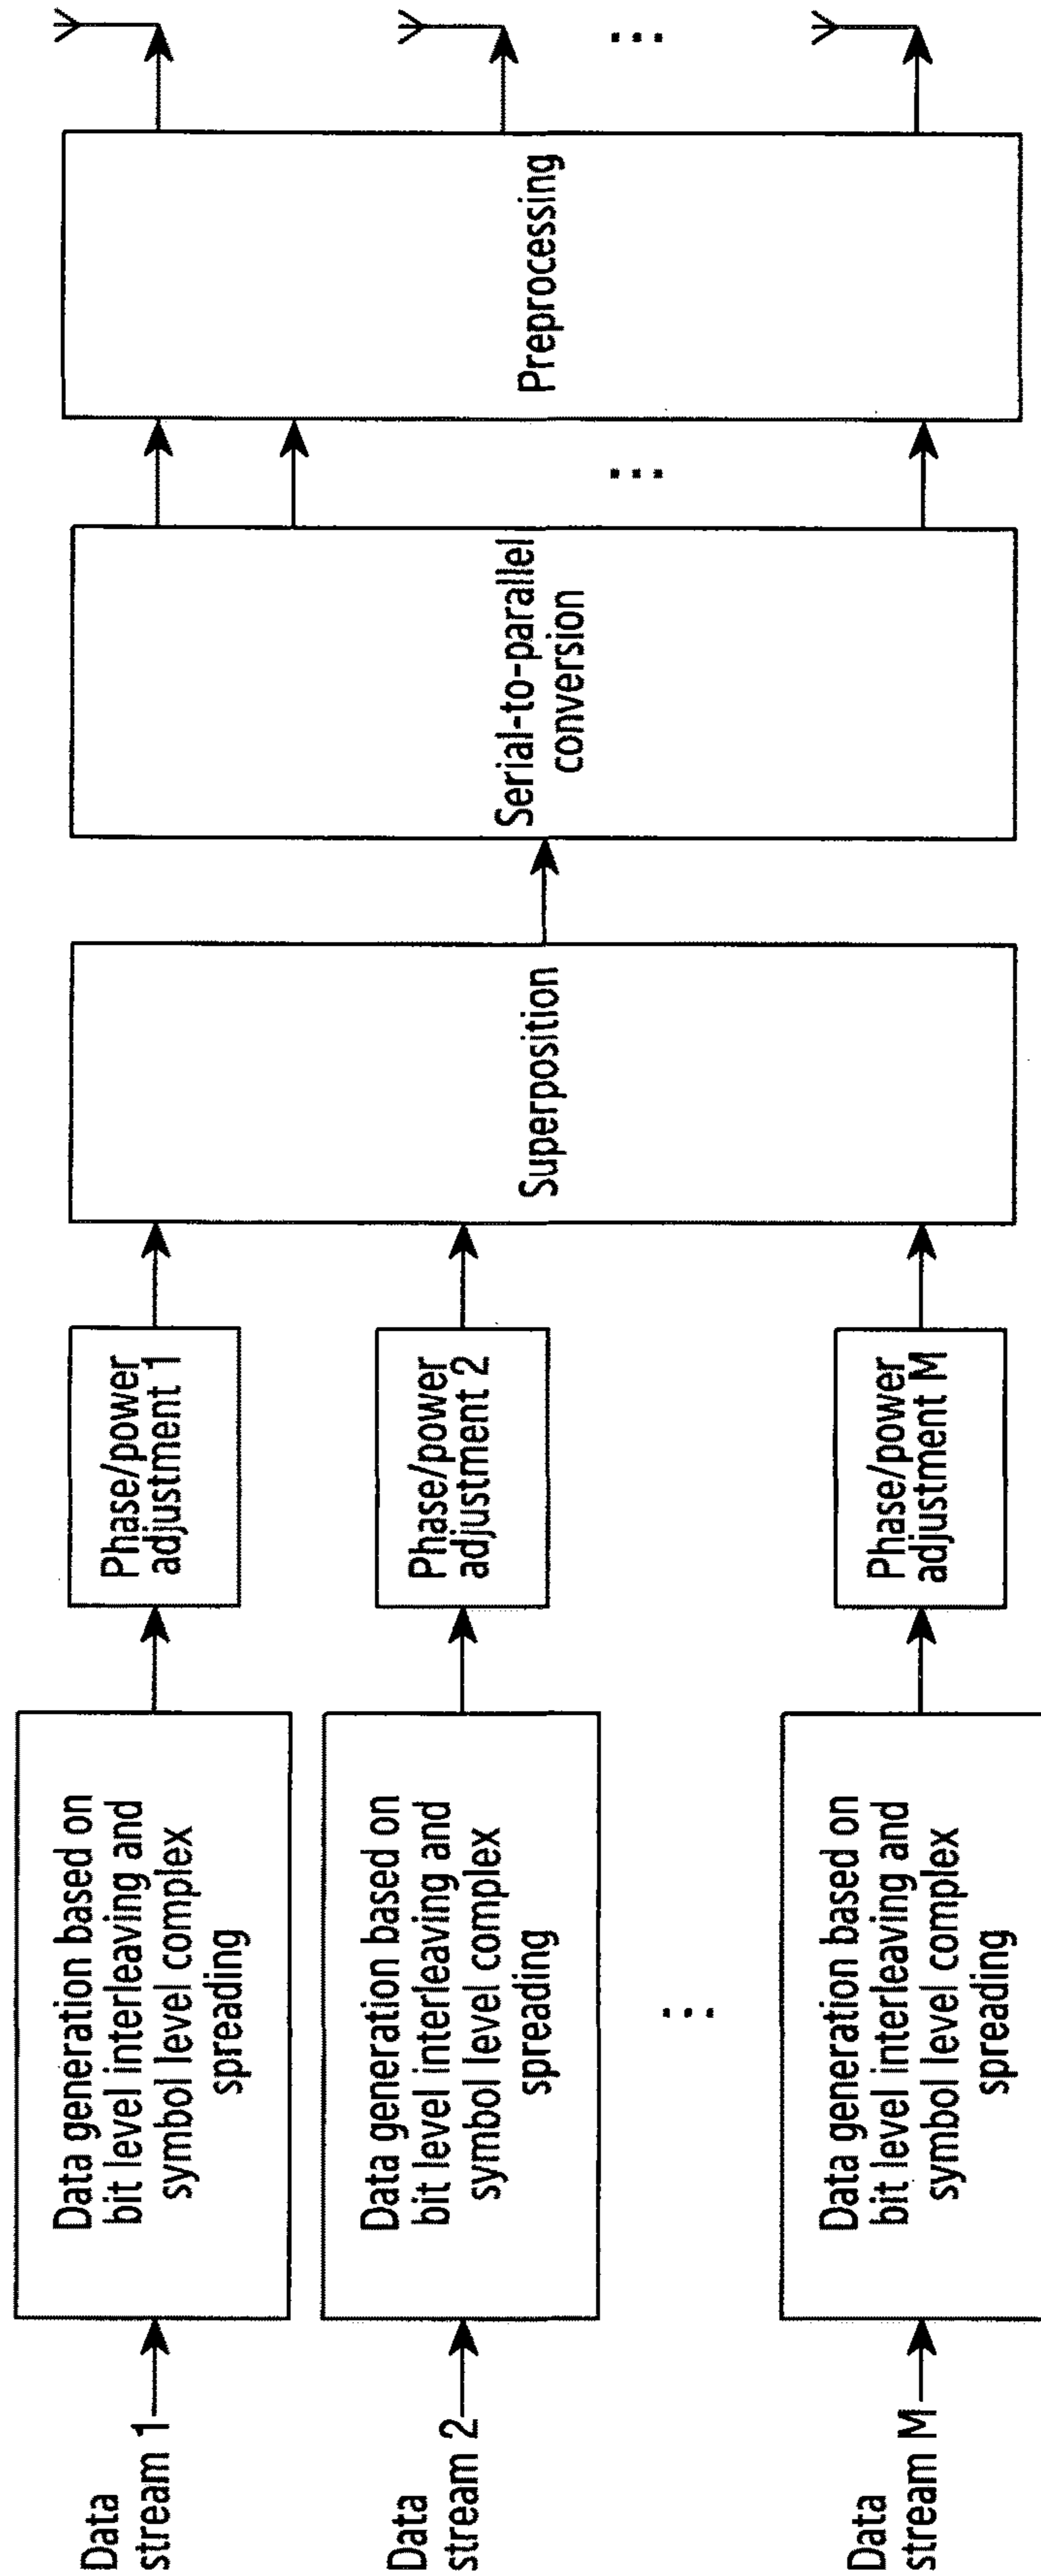 Data
stream 1
Data generation based on
bit level interleaving and
symbol level complex
spreading
Phase/power
adjustment 1
Data
stream 2
Data generation based on
bit level interleaving and
symbol level complex
spreading
Phase/power
adjustment 2
...
Data
stream M
Data generation based on
bit level interleaving and
symbol level complex
spreading
Phase/power
adjustment M
Superposition
Serial-to-parallel
conversion
...
Preprocessing
...